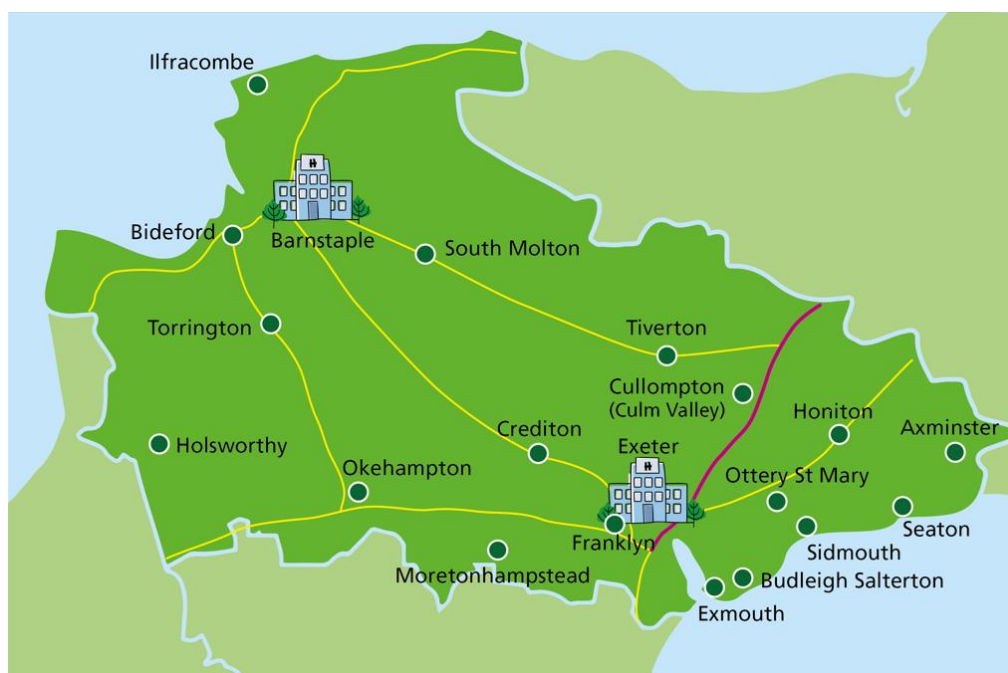 Ilfracombe
H
Bideford
Barnstaple
South Molton
Torrington
Tiverton
Cullompton
(Culm Valley)
Honiton
Axminster
Holsworthy
Crediton
Exeter
H
Okehampton
Ottery St Mary
Seaton
Franklyn
Sidmouth
Moretonhampstead
Budleigh Salterton
Exmouth